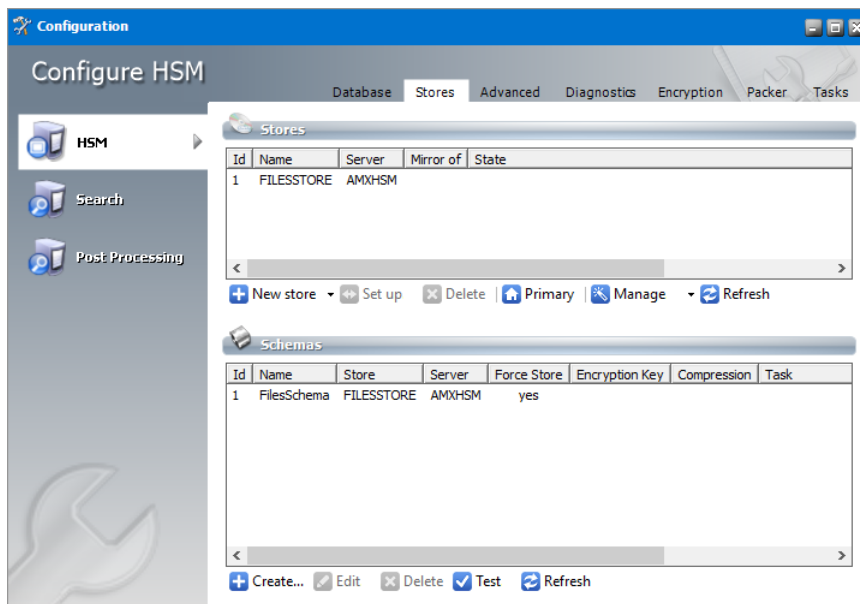 Configuration
Configure HSM
Database Stores Advanced Diagnostics Encryption Packer Tasks
HSM
Search
Post Processing
Stores
Id Name Server Mirror of State
1 FILESSTORE AMXHSM
New store Set up Delete Primary Manage Refresh
Schemas
Id Name Store Server Force Store Encryption Key Compression Task
1 FilesSchema FILESSTORE AMXHSM yes
Create... Edit Delete Test Refresh